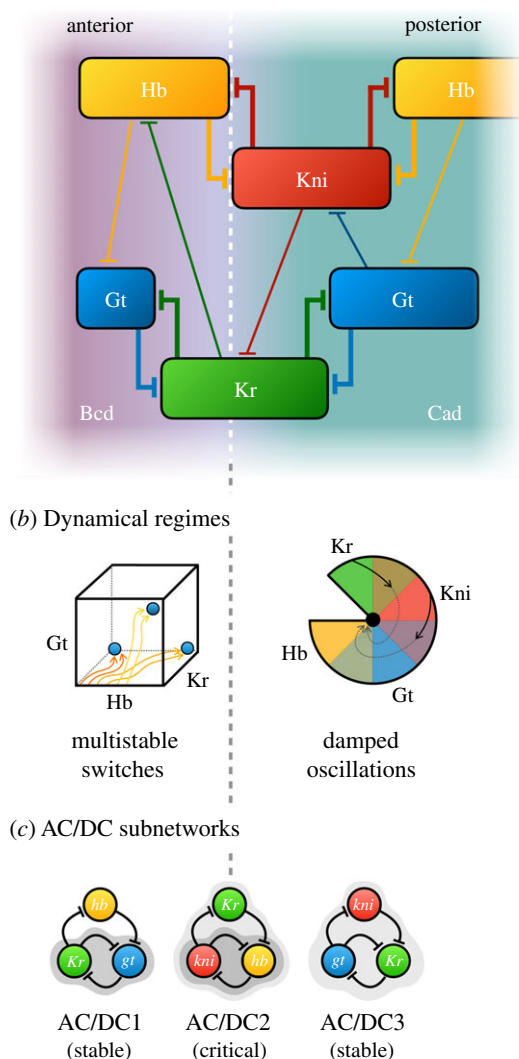 anterior posterior
Hb Hb
Kni
Gt Gt
Kr
Bcd Cad
(b) Dynamical regimes
Kr
Gt Kni
Kr Hb
Hb Gt
multistable damped
switches oscillations
(c) AC/DC subnetworks
hb Kr kni
Kr gt kni hb gt Kr
AC/DC1 AC/DC2 AC/DC3
(stable) (critical) (stable)